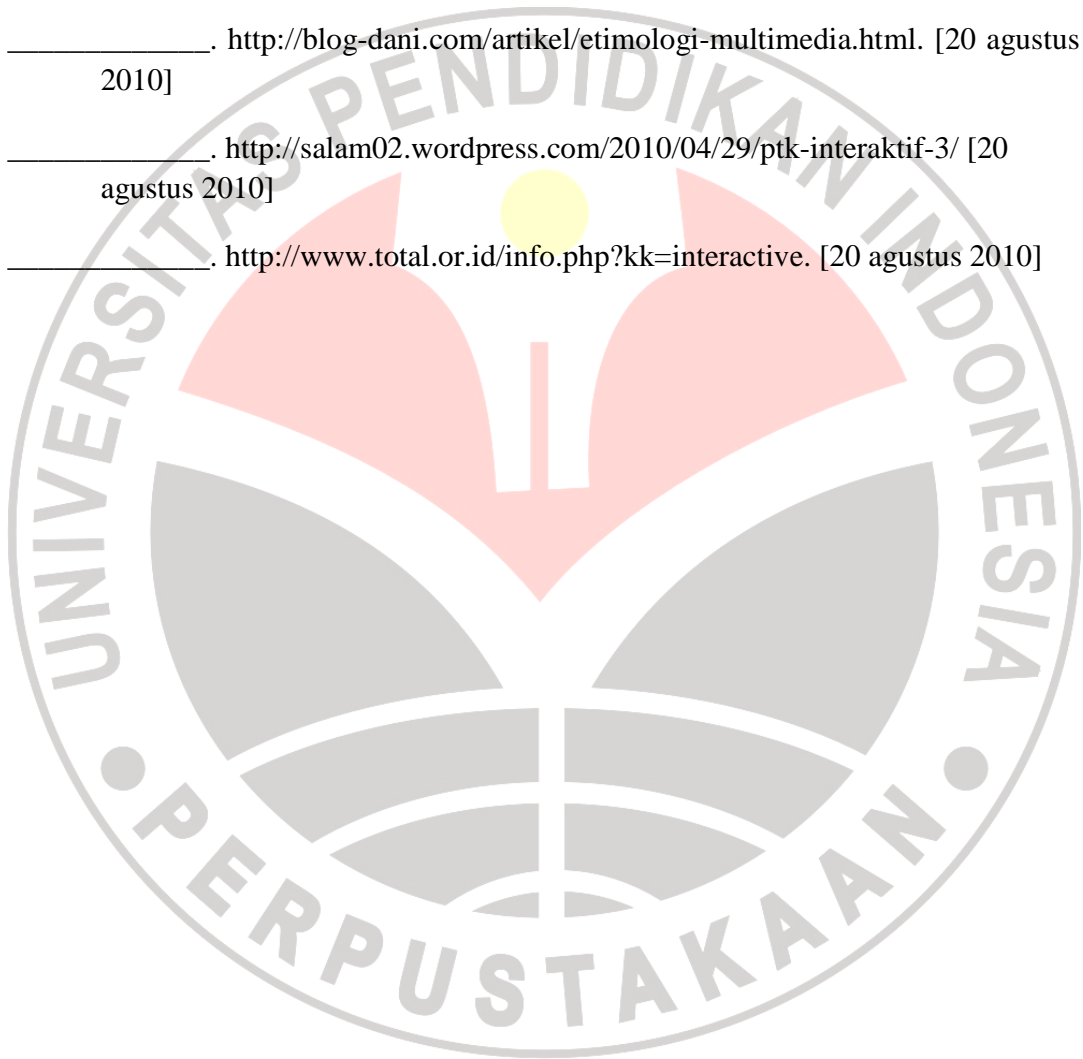 _____________. http://blog-dani.com/artikel/etimologi-multimedia.html. [20 agustus
2010]
_____________. http://salam02.wordpress.com/2010/04/29/ptk-interaktif-3/ [20
agustus 2010]
_____________. http://www.total.or.id/info.php?kk=interactive. [20 agustus 2010]
UNIVERSITAS PENDIDIKAN INDONESIA
PERPUSTAKAAN